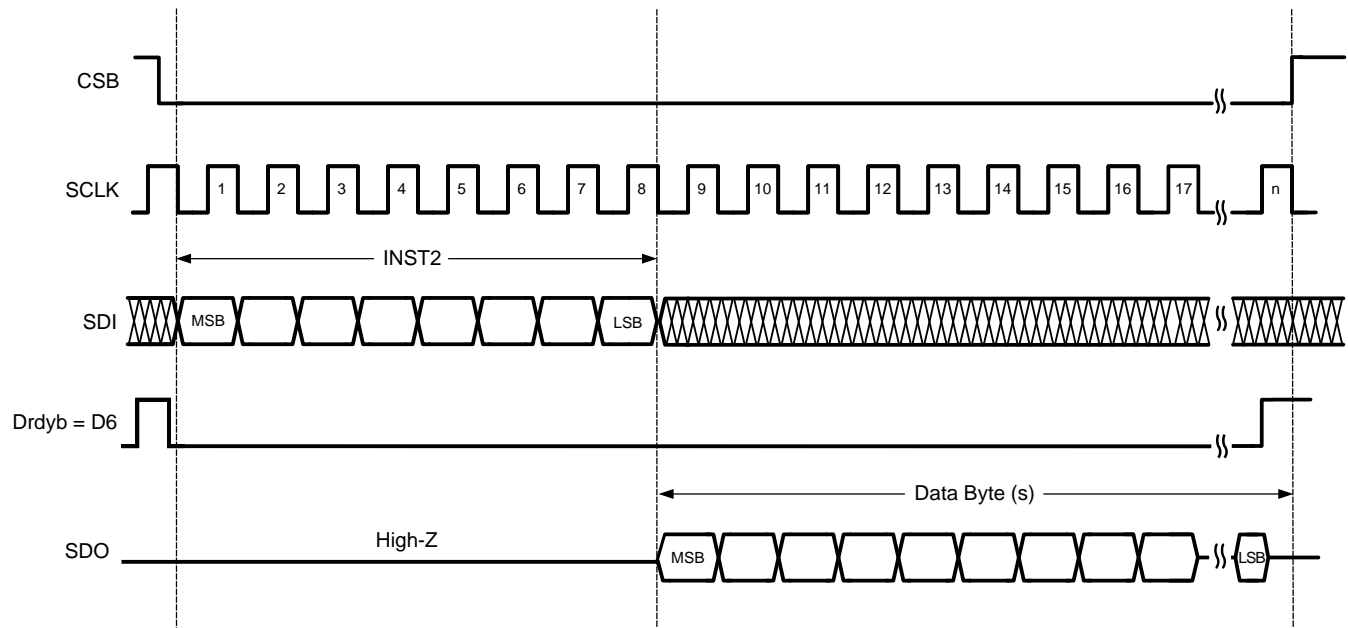 CSB
SCLK
1 2 3 4 5 6 7 8 9 10 11 12 13 14 15 16 17 n
INST2
SDI
MSB LSB
Drdyb = D6
Data Byte (s)
SDO
High-Z
MSB LSB